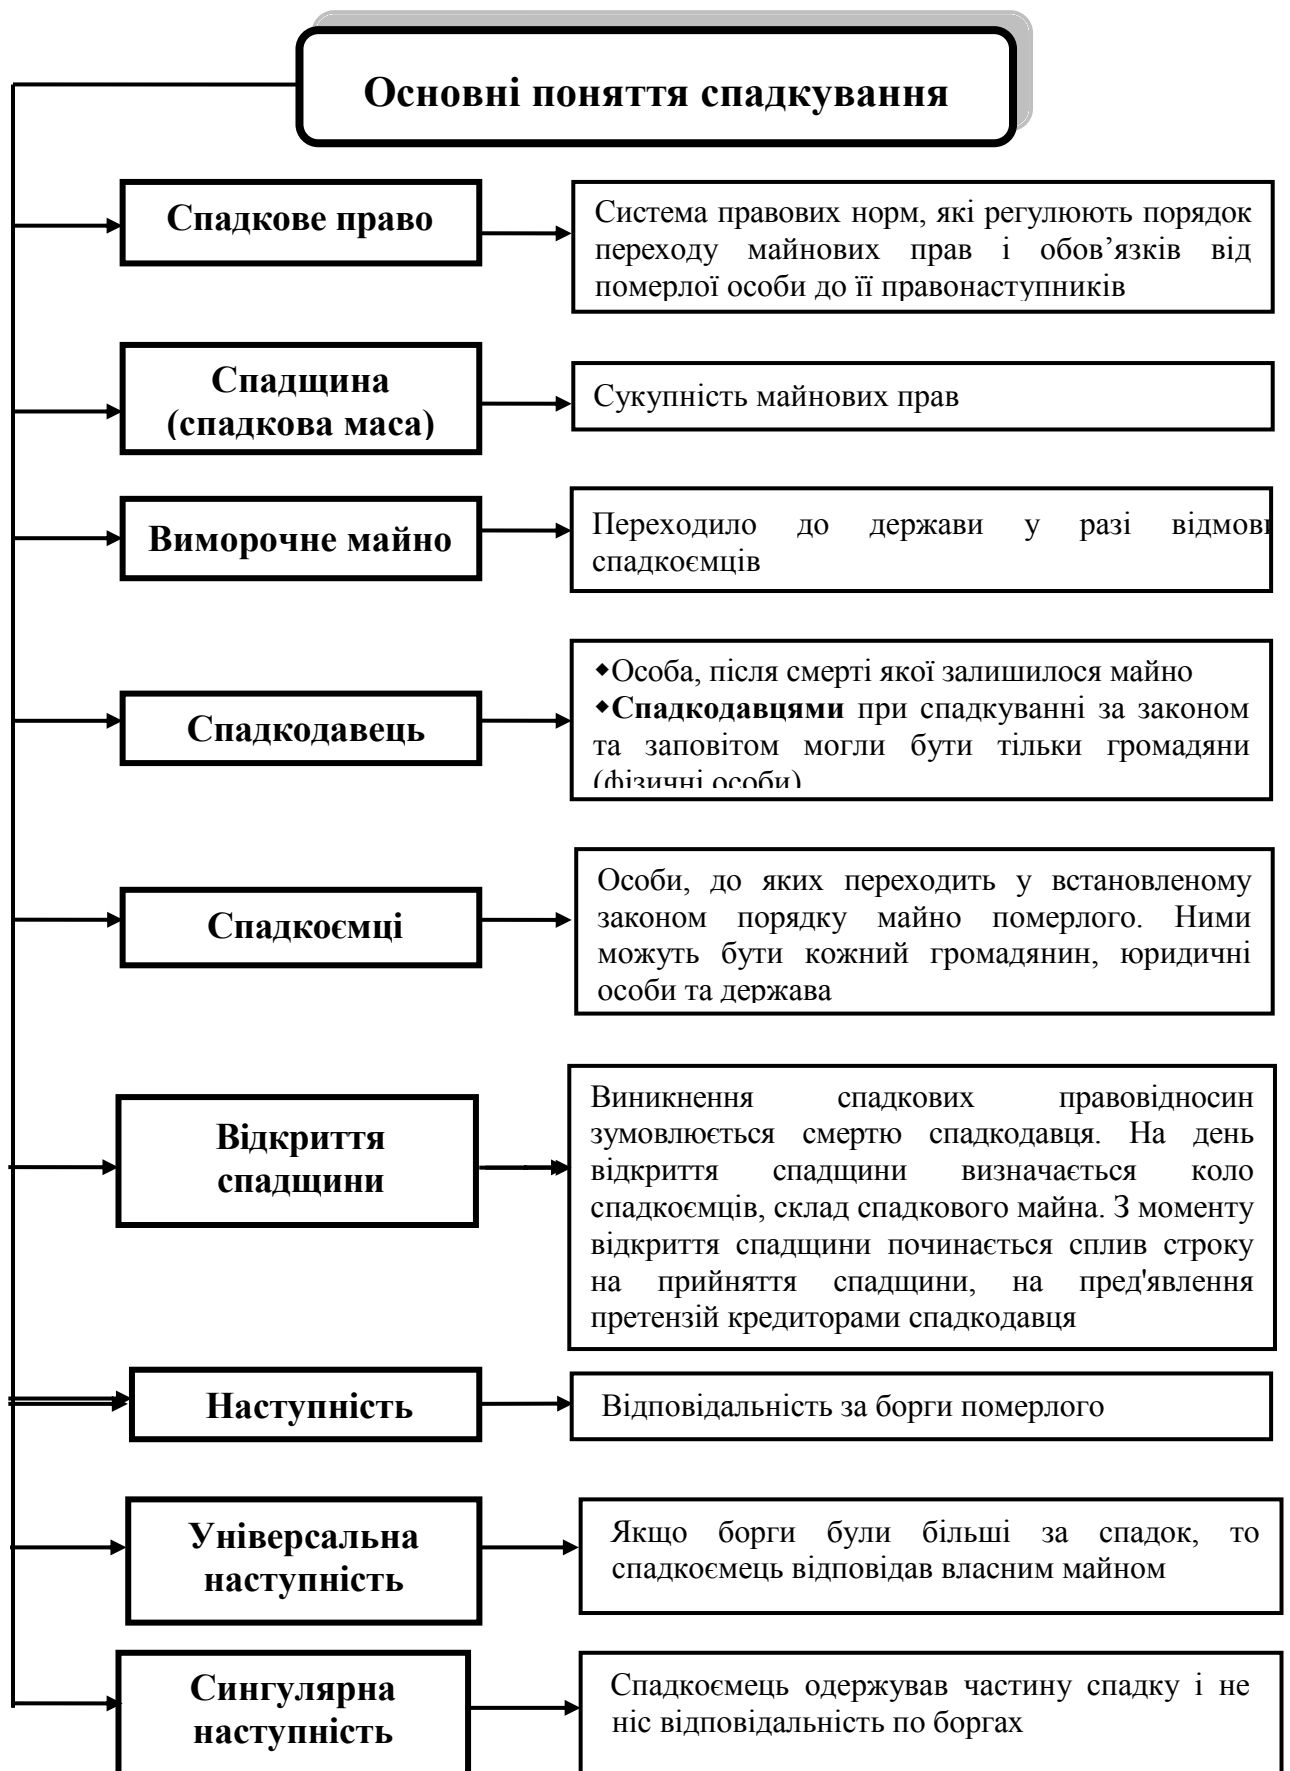 Основні поняття спадкування
Спадкове право
Система правових норм, які регулюють порядок
переходу майнових прав і обов’язків від
померлої особи до її правонаступників
Спадщина
(спадкова маса)
Сукупність майнових прав
Виморочне майно
Переходило до держави у разі відмови
спадкоємців
Спадкодавець
◆Особа, після смерті якої залишилося майно
◆Спадкодавцями при спадкуванні за законом
та заповітом могли бути тільки громадяни
(фізичні особи)
Спадкоємці
Особи, до яких переходить у встановленому
законом порядку майно померлого. Ними
можуть бути кожний громадянин, юридичні
особи та держава
Відкриття
спадщини
Виникнення спадкових правовідносин
зумовлюється смертю спадкодавця. На день
відкриття спадщини визначається коло
спадкоємців, склад спадкового майна. З моменту
відкриття спадщини починається сплив строку
на прийняття спадщини, на пред'явлення
претензій кредиторами спадкодавця
Наступність
Відповідальність за борги померлого
Універсальна
наступність
Якщо борги були більші за спадок, то
спадкоємець відповідав власним майном
Сингулярна
наступність
Спадкоємець одержував частину спадку і не
ніс відповідальність по боргах